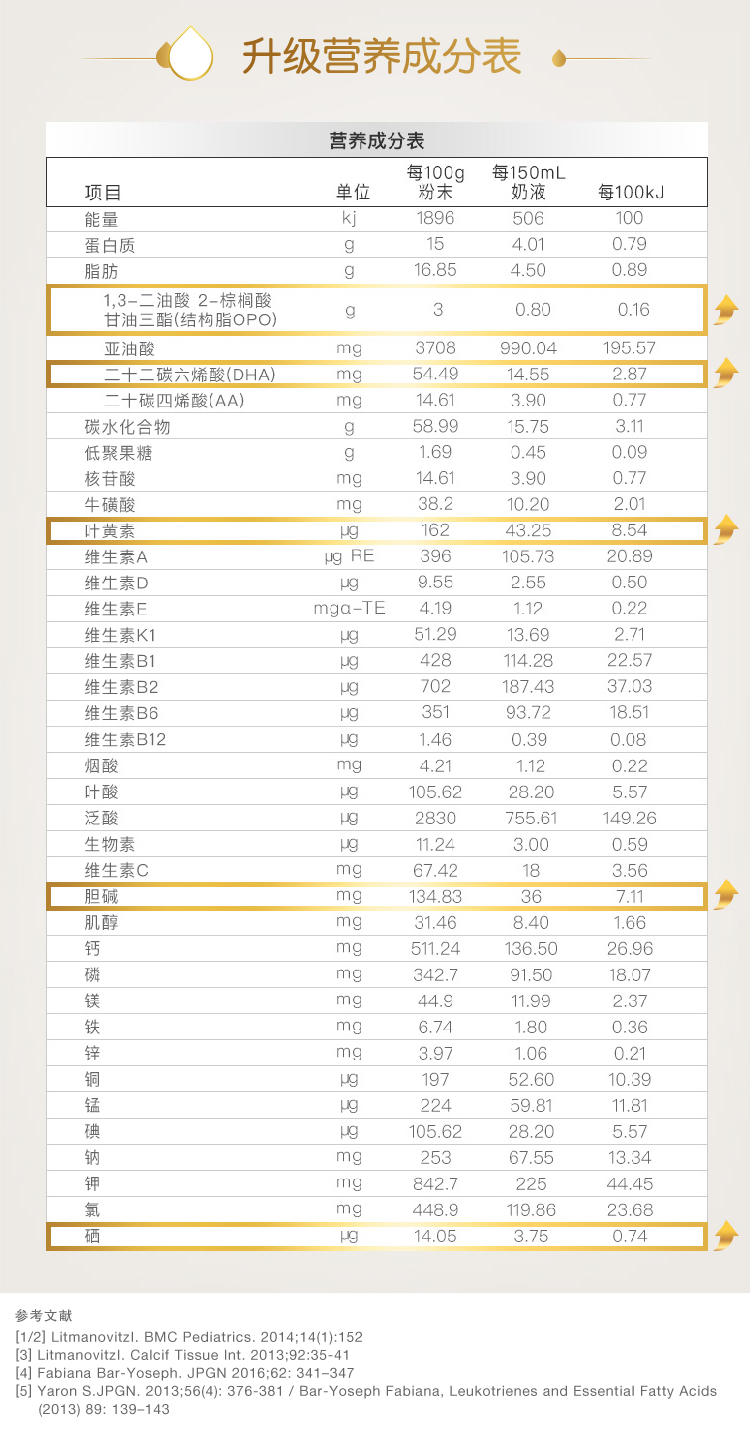 升级营养成分表
营养成分表
项目 单位 每100g粉末 每150mL奶液 每100kJ
能量 kj 1896 506 100
蛋白质 g 15 4.01 0.79
脂肪 g 16.85 4.50 0.89
1,3-二油酸 2-棕榈酸
甘油三酯(结构脂OPO) g 3 0.80 0.16
亚油酸 mg 3708 990.04 195.57
二十二碳六烯酸(DHA) mg 54.49 14.55 2.87
二十碳四烯酸(AA) mg 14.61 3.90 0.77
碳水化合物 g 58.99 15.75 3.11
低聚果糖 g 1.69 0.45 0.09
核苷酸 mg 14.61 3.90 0.77
牛磺酸 mg 38.2 10.20 2.01
叶黄素 μg 162 43.25 8.54
维生素A μg RE 396 105.73 20.89
维生素D μg 9.55 2.55 0.50
维生素E mgα-TE 4.19 1.12 0.22
维生素K1 μg 51.29 13.69 2.71
维生素B1 μg 428 114.28 22.57
维生素B2 μg 702 187.43 37.03
维生素B6 μg 351 93.72 18.51
维生素B12 μg 1.46 0.39 0.08
烟酸 mg 4.21 1.12 0.22
叶酸 μg 105.62 28.20 5.57
泛酸 μg 2830 755.61 149.26
生物素 μg 11.24 3.00 0.59
维生素C mg 67.42 18 3.56
胆碱 mg 134.83 36 7.11
肌醇 mg 31.46 8.40 1.66
钙 mg 511.24 136.50 26.96
磷 mg 342.7 91.50 18.07
镁 mg 44.9 11.99 2.37
铁 mg 6.74 1.80 0.36
锌 mg 3.97 1.06 0.21
铜 μg 197 52.60 10.39
锰 μg 224 59.81 11.81
碘 μg 105.62 28.20 5.57
钠 mg 253 67.55 13.34
钾 mg 842.7 225 44.45
氯 mg 448.9 119.86 23.68
硒 μg 14.05 3.75 0.74
参考文献
[1/2] LitmanovitzI. BMC Pediatrics. 2014;14(1):152
[3] LitmanovitzI. Calcif Tissue Int. 2013;92:35-41
[4] Fabiana Bar-Yoseph. JPGN 2016;62: 341–347
[5] Yaron S.JPGN. 2013;56(4): 376-381 / Bar-Yoseph Fabiana, Leukotrienes and Essential Fatty Acids
(2013) 89: 139–143